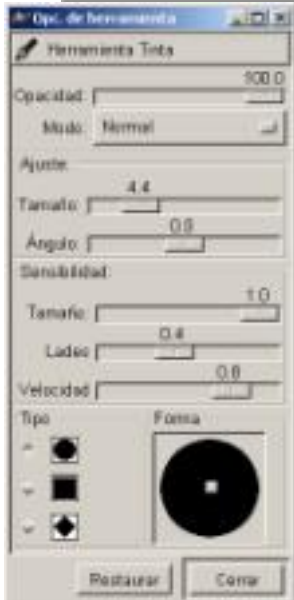 Opc. de herramienta
Herramienta Tinta
100.0
Opacidad:
Modo: Normal
Ajuste
4.4
Tamaño:
0.0
Ángulo:
Sensibilidad
1.0
Tamaño:
0.4
Ladeo
0.8
Velocidad
Tipo Forma
Restaurar Cerrar